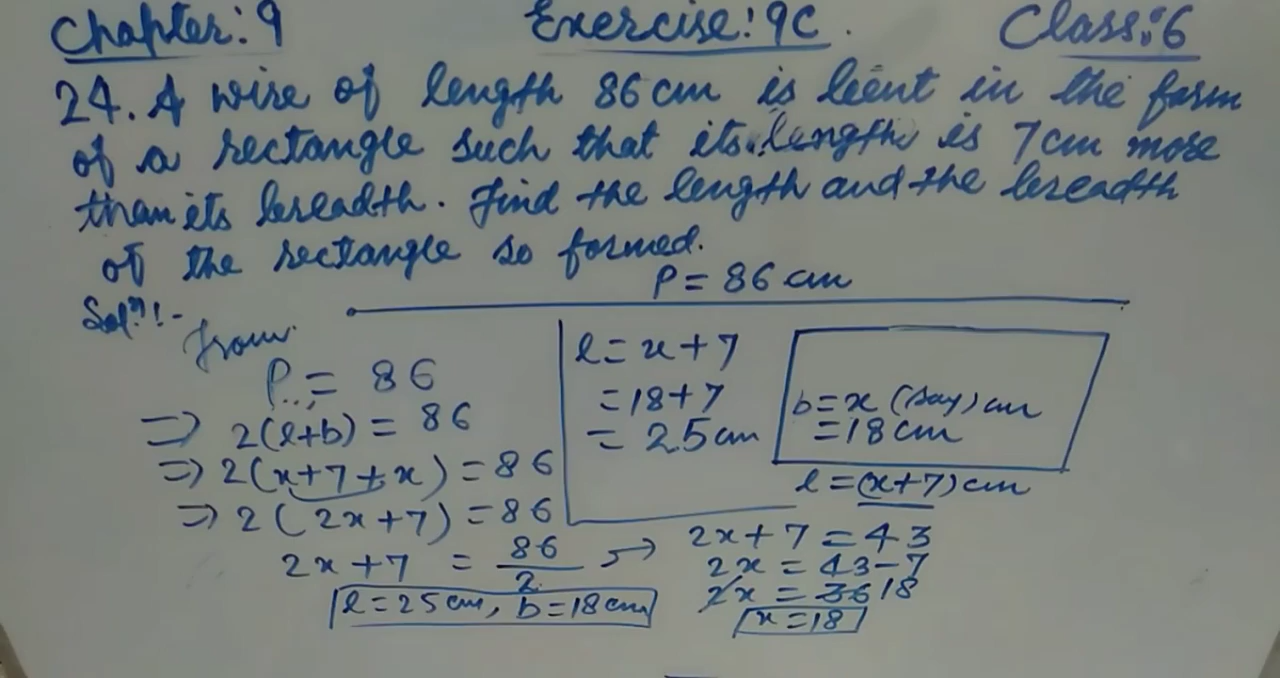 Chapter: 9 Exercise: 9C. Class: 6
24. A wire of length 86 cm is bent in the form
of a rectangle such that its length is 7cm more
than its breadth. Find the length and the breadth
of the rectangle so formed.
P = 86 cm
Solⁿ:-
From
P = 86
⇒ 2(l+b) = 86
⇒ 2(x+7+x) = 86
⇒ 2(2x+7) = 86
2x+7 = 86/2 →
l = 25 cm, b = 18 cm
l = x+7
= 18+7
= 25 cm
b = x (say) cm
= 18 cm
l = (x+7) cm
2x+7 = 43
2x = 43-7
2x = 36 18
x = 18